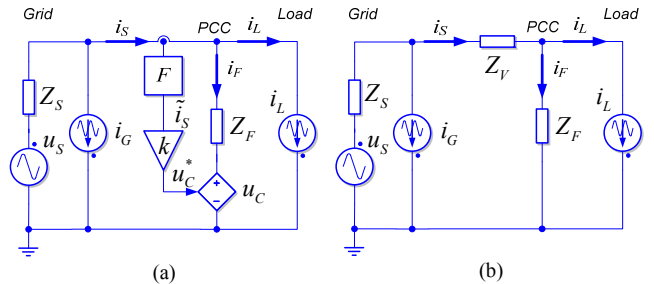 Grid
i_S
PCC
i_L
Load
i_F
Z_S
F
ĩ_S
Z_F
i_L
u_S
i_G
k
u_C^*
u_C
+
−
(a)
Grid
i_S
PCC
i_L
Load
Z_V
i_F
Z_S
i_L
u_S
i_G
Z_F
(b)